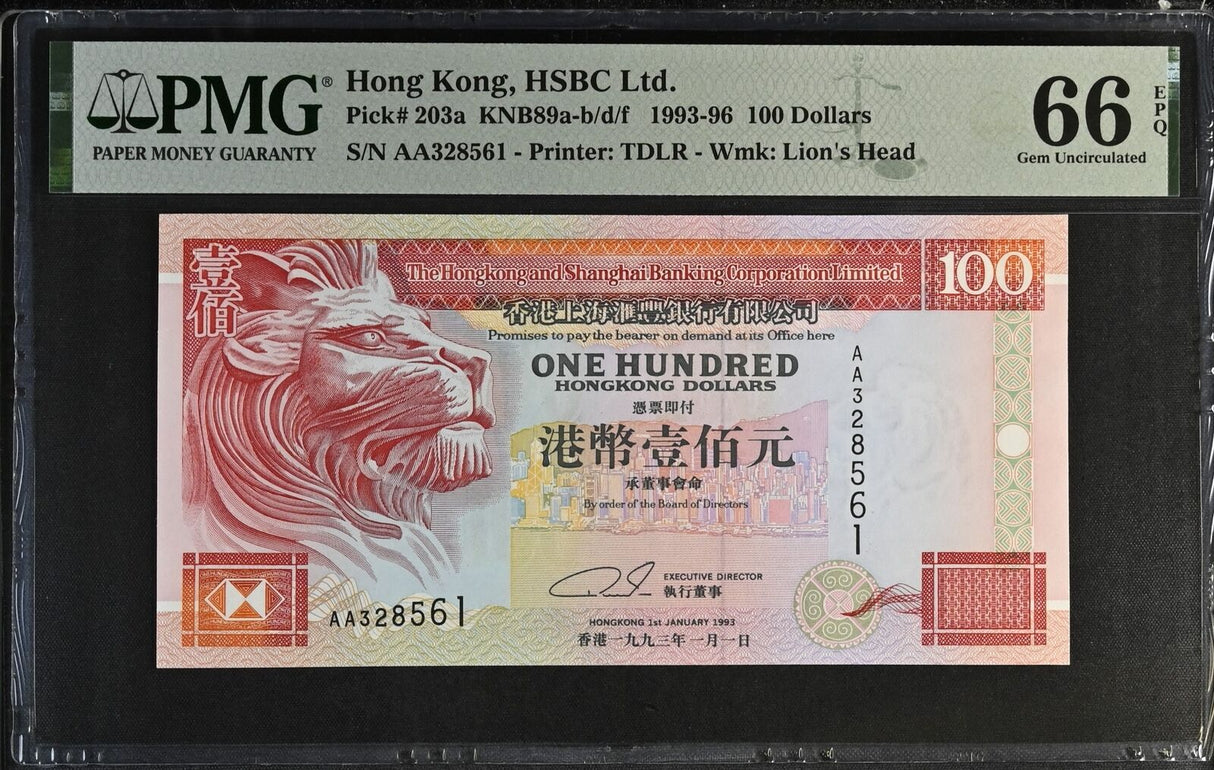 PMG®
PAPER MONEY GUARANTY
Hong Kong, HSBC Ltd.
Pick# 203a KNB89a-b/d/f 1993-96 100 Dollars
S/N AA328561 - Printer: TDLR - Wmk: Lion's Head
66
EPQ
Gem Uncirculated
壹佰
The Hongkong and Shanghai Banking Corporation Limited
100
香港上海滙豐銀行有限公司
Promises to pay the bearer on demand at its Office here
ONE HUNDRED
HONGKONG DOLLARS
憑票即付
港幣壹佰元
承董事會命
By order of the Board of Directors
AA328561
EXECUTIVE DIRECTOR
執行董事
AA328561
HONGKONG 1st JANUARY 1993
香港一九九三年一月一日